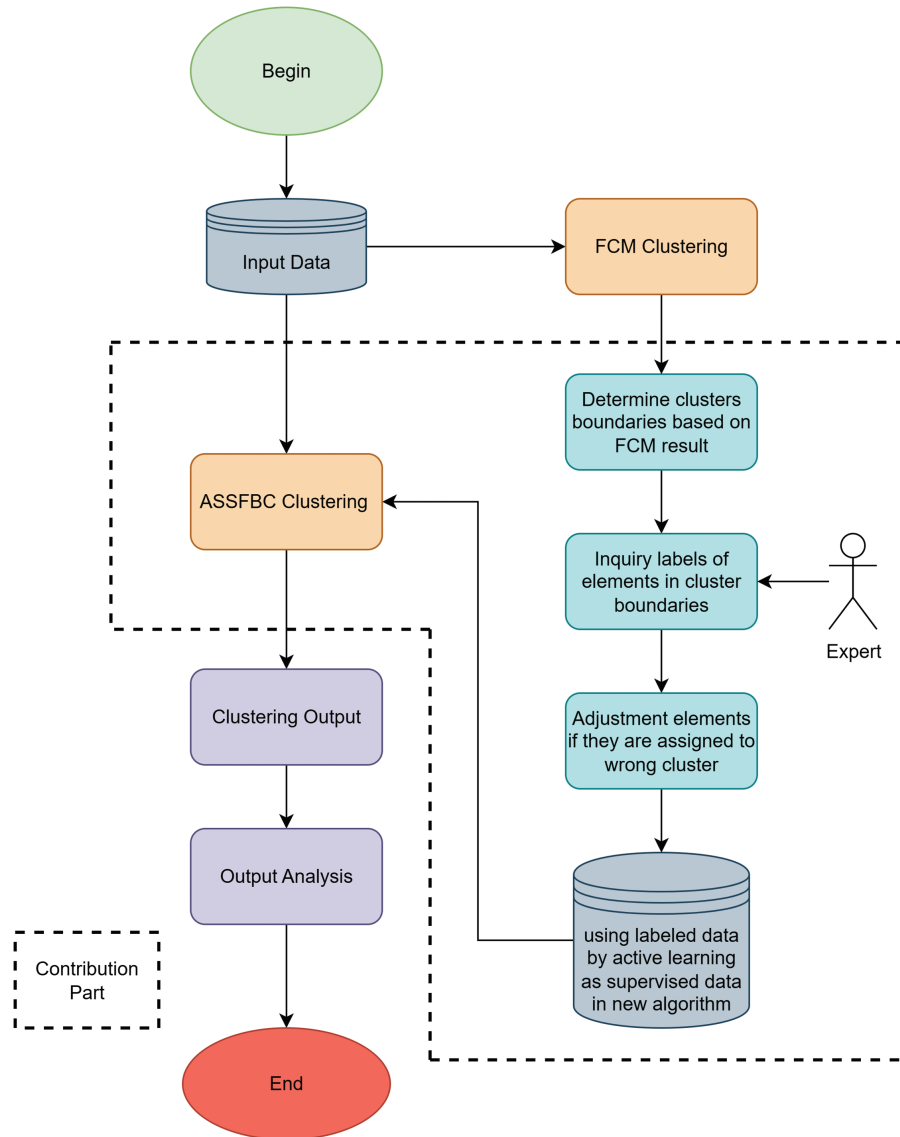 Begin
Input Data
FCM Clustering
Determine clusters
boundaries based on
FCM result
ASSFBC Clustering
Inquiry labels of
elements in cluster
boundaries
Expert
Clustering Output
Adjustment elements
if they are assigned to
wrong cluster
Output Analysis
using labeled data
by active learning
as supervised data
in new algorithm
Contribution
Part
End